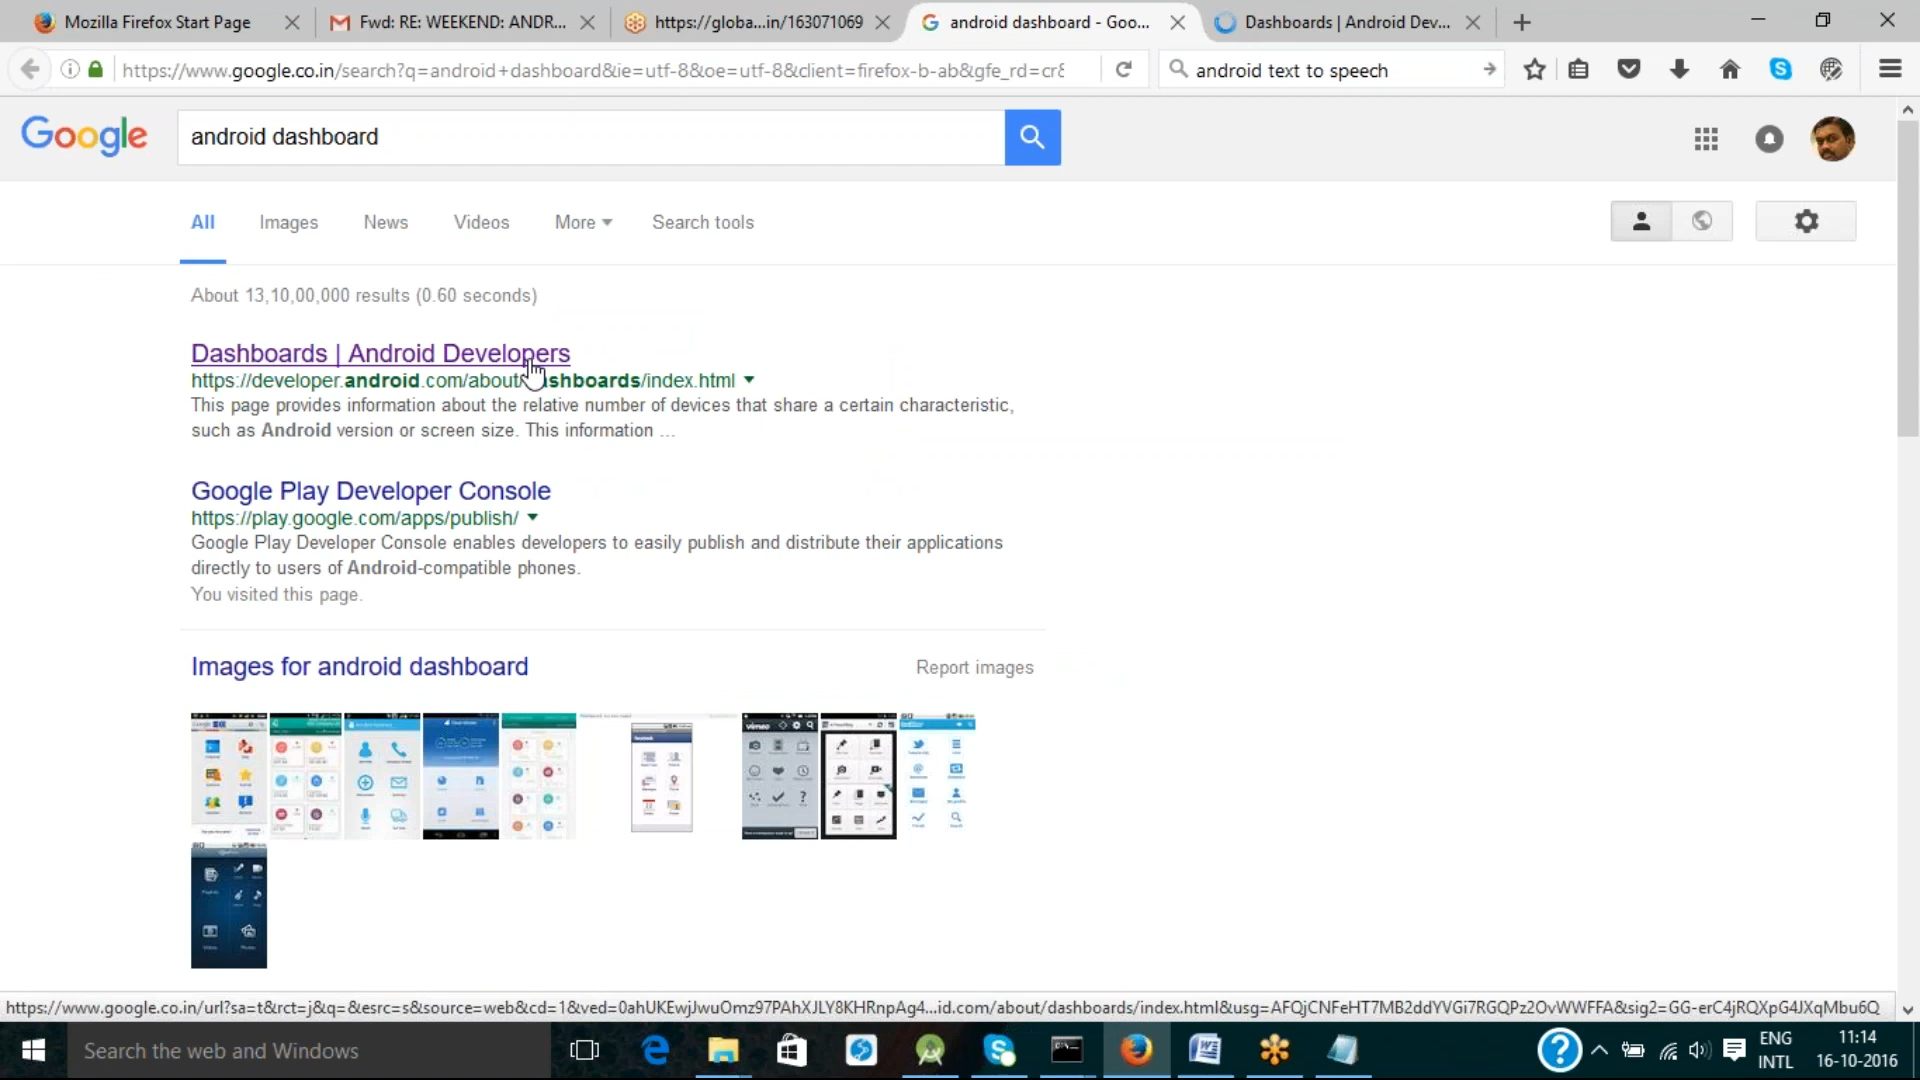 Mozilla Firefox Start Page
Fwd: RE: WEEKEND: ANDR...
https://globa...in/163071069
android dashboard - Goo...
Dashboards | Android Dev...
https://www.google.co.in/search?q=android+dashboard&ie=utf-8&oe=utf-8&client=firefox-b-ab&gfe_rd=cr&
android text to speech
Google
android dashboard
All
Images
News
Videos
More
Search tools
About 13,10,00,000 results (0.60 seconds)
Dashboards | Android Developers
https://developer.android.com/about/dashboards/index.html
This page provides information about the relative number of devices that share a certain characteristic,
such as Android version or screen size. This information ...
Google Play Developer Console
https://play.google.com/apps/publish/
Google Play Developer Console enables developers to easily publish and distribute their applications
directly to users of Android-compatible phones.
You visited this page.
Images for android dashboard
Report images
vimeo
https://www.google.co.in/url?sa=t&rct=j&q=&esrc=s&source=web&cd=1&ved=0ahUKEwjJwuOmz97PAhXJLY8KHRnpAg4...id.com/about/dashboards/index.html&usg=AFQjCNFeHT7MB2ddYVGi7RGQPz2OvWWFFA&sig2=GG-erC4jRQXpG4JXqMbu6Q
Search the web and Windows
ENG
INTL
11:14
16-10-2016